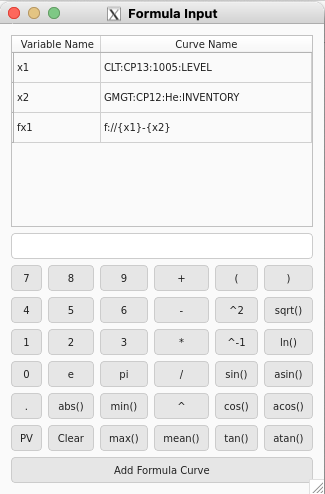 Formula Input
Variable Name Curve Name
x1 CLT:CP13:1005:LEVEL
x2 GMGT:CP12:He:INVENTORY
fx1 f://{x1}-{x2}
7 8 9 + ( )
4 5 6 - ^2 sqrt()
1 2 3 * ^-1 ln()
0 e pi / sin() asin()
. abs() min() ^ cos() acos()
PV Clear max() mean() tan() atan()
Add Formula Curve